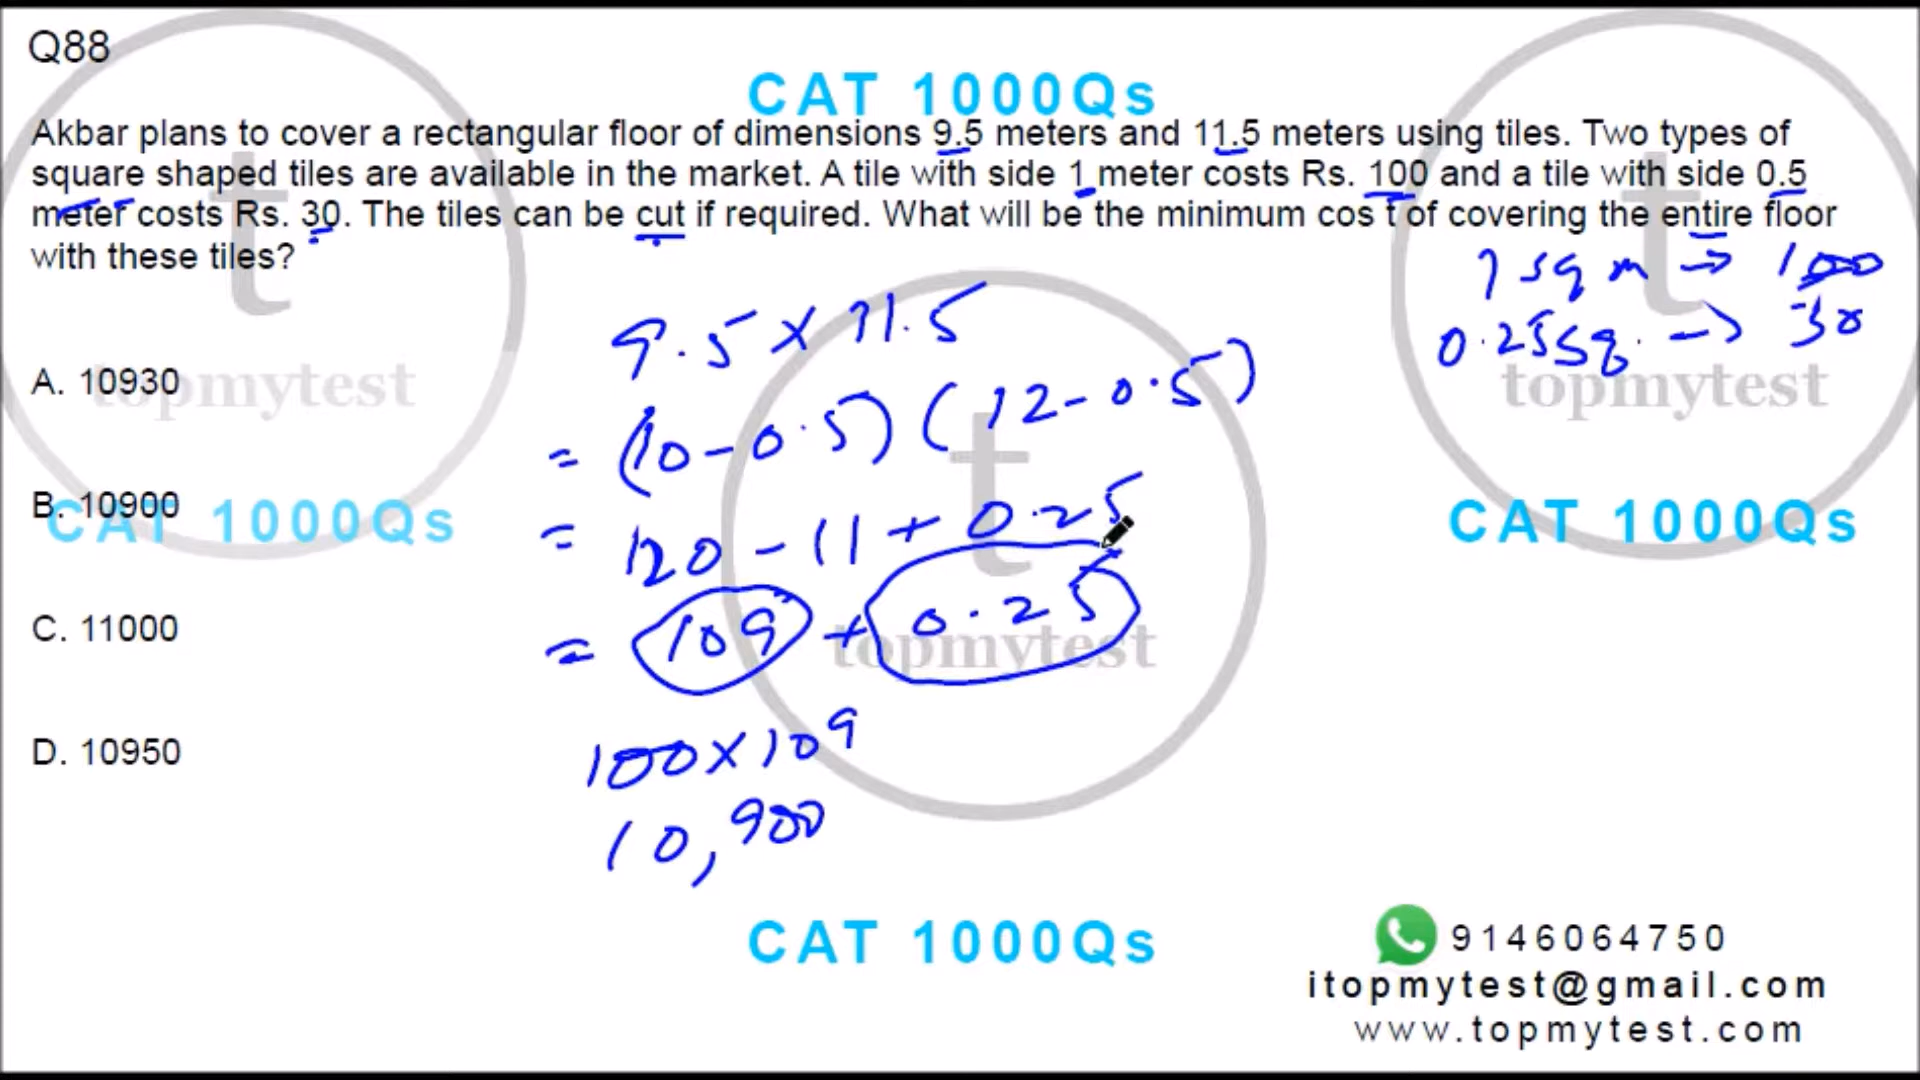 Q88
CAT 1000Qs
Akbar plans to cover a rectangular floor of dimensions 9.5 meters and 11.5 meters using tiles. Two types of
square shaped tiles are available in the market. A tile with side 1 meter costs Rs. 100 and a tile with side 0.5
meter costs Rs. 30. The tiles can be cut if required. What will be the minimum cos t of covering the entire floor
with these tiles?
1 sq m → 100
0.25 sq. → 30
9.5 x 11.5
= (10-0.5) (12-0.5)
= 120 - 11 + 0.25
= 109 + 0.25
100 x 109
10,900
A. 10930
B. 10900
C. 11000
D. 10950
t
topmytest
t
topmytest
t
topmytest
CAT 1000Qs
CAT 1000Qs
CAT 1000Qs
9146064750
itopmytest@gmail.com
www.topmytest.com